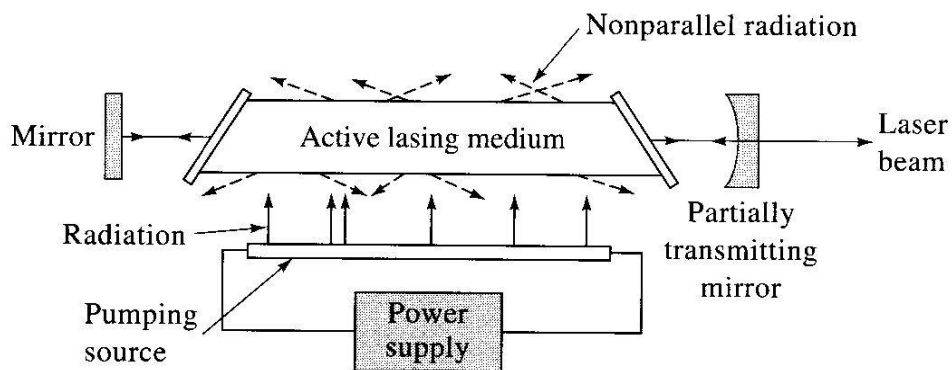 Nonparallel radiation
Mirror
Active lasing medium
Laser
beam
Radiation
Partially
transmitting
mirror
Pumping
source
Power
supply